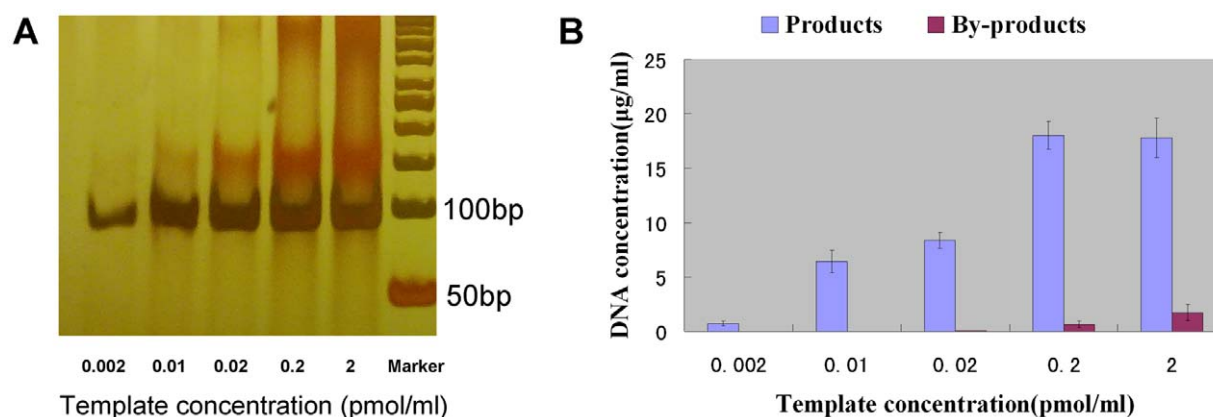 A
100bp
50bp
0.002 0.01 0.02 0.2 2 Marker
Template concentration (pmol/ml)
B
Products By-products
DNA concentration(μg/ml)
25
20
15
10
5
0
0.002 0.01 0.02 0.2 2
Template concentration(pmol/ml)